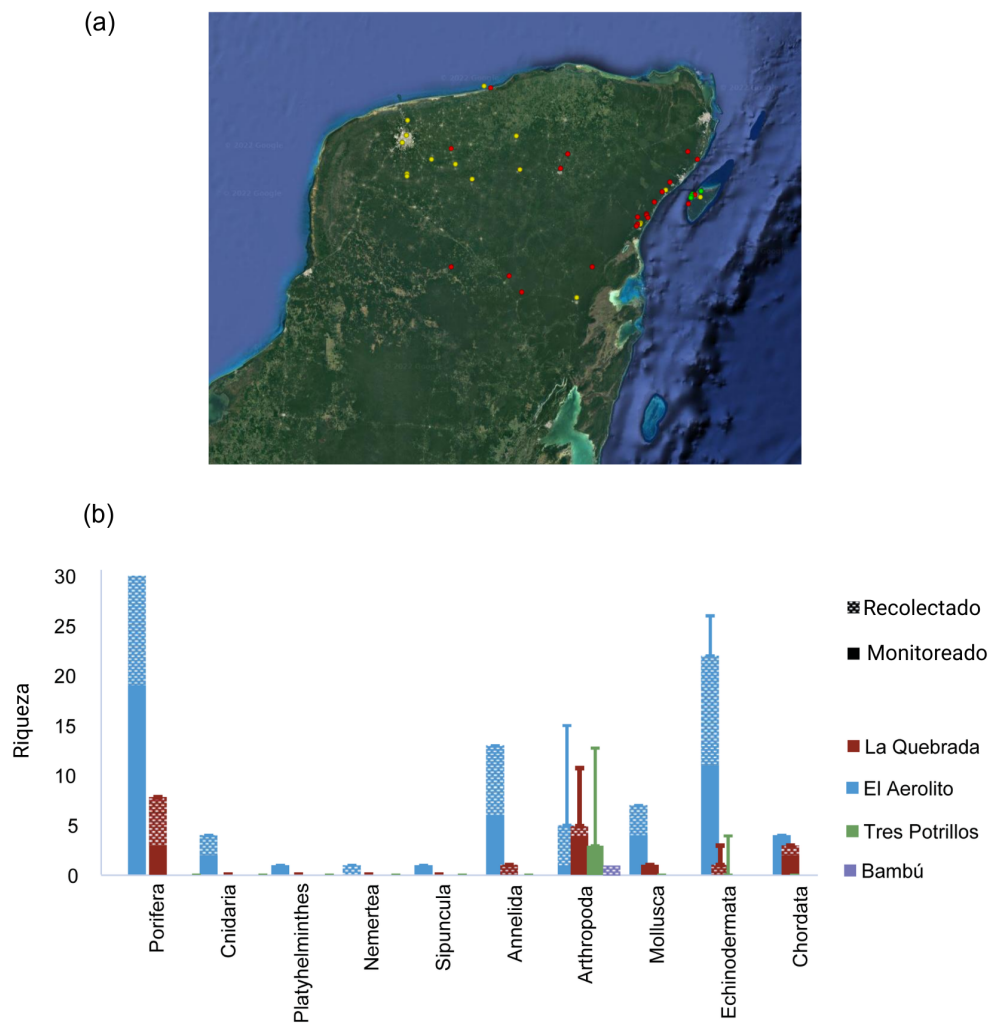 (a)
(b)
30
25
20
15
10
5
0
Riqueza
Porifera
Cnidaria
Platyhelminthes
Nemertea
Sipuncula
Annelida
Arthropoda
Mollusca
Echinodermata
Chordata
Recolectado
Monitoreado
La Quebrada
El Aerolito
Tres Potrillos
Bambú